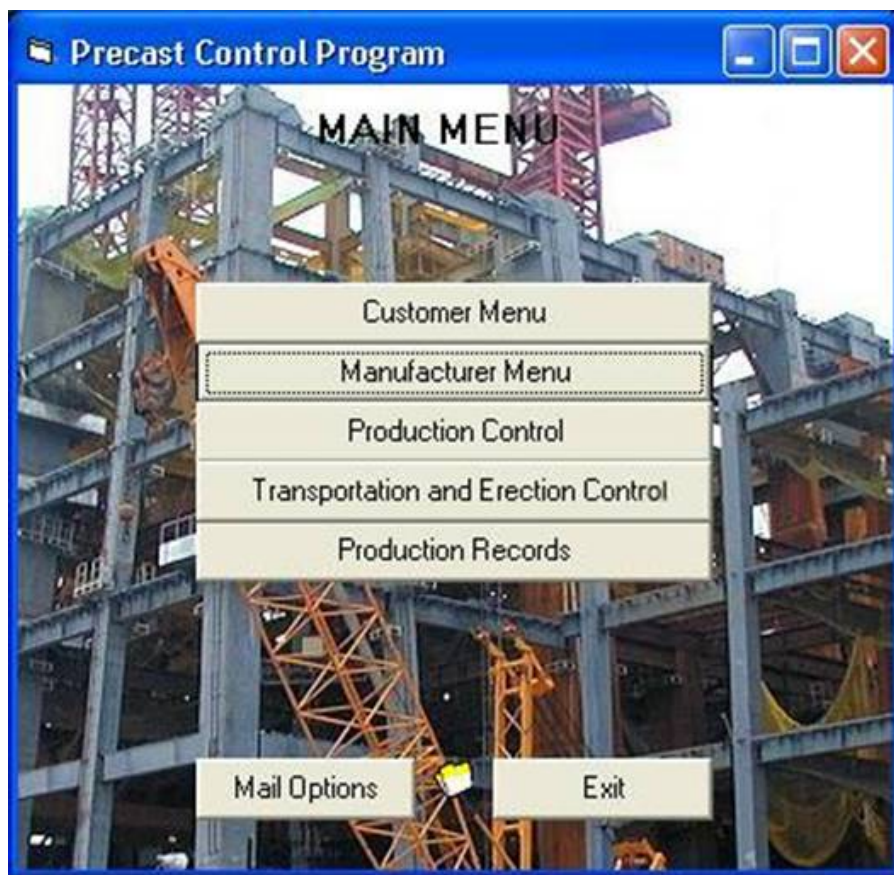 Precast Control Program
MAIN MENU
Customer Menu
Manufacturer Menu
Production Control
Transportation and Erection Control
Production Records
Mail Options
Exit